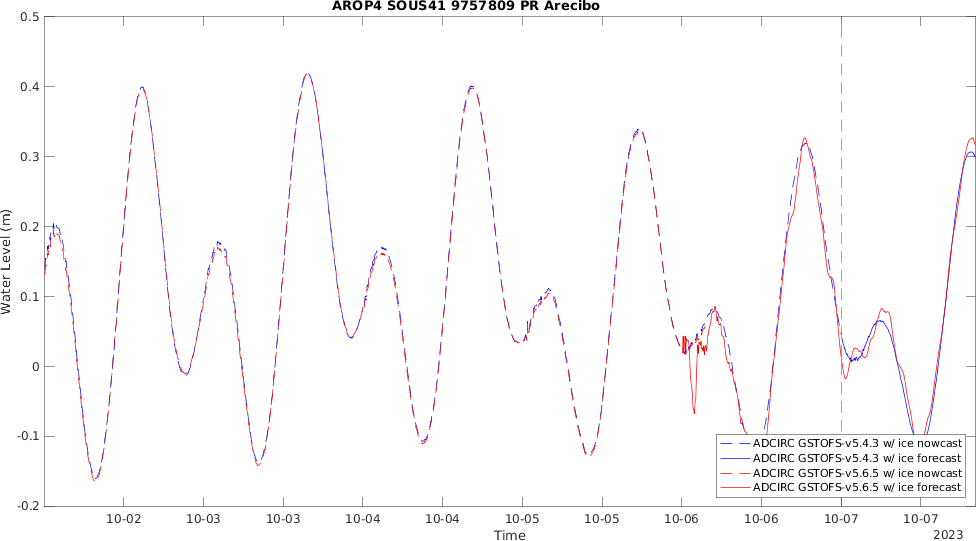 AROP4 SOUS41 9757809 PR Arecibo
0.5
0.4
0.3
0.2
0.1
0
-0.1
-0.2
Water Level (m)
ADCIRC GSTOFS-v5.4.3 w/ ice nowcast
ADCIRC GSTOFS-v5.4.3 w/ ice forecast
ADCIRC GSTOFS-v5.6.5 w/ ice nowcast
ADCIRC GSTOFS-v5.6.5 w/ ice forecast
10-02 10-03 10-03 10-04 10-04 10-05 10-05 10-06 10-06 10-07 10-07
Time
2023